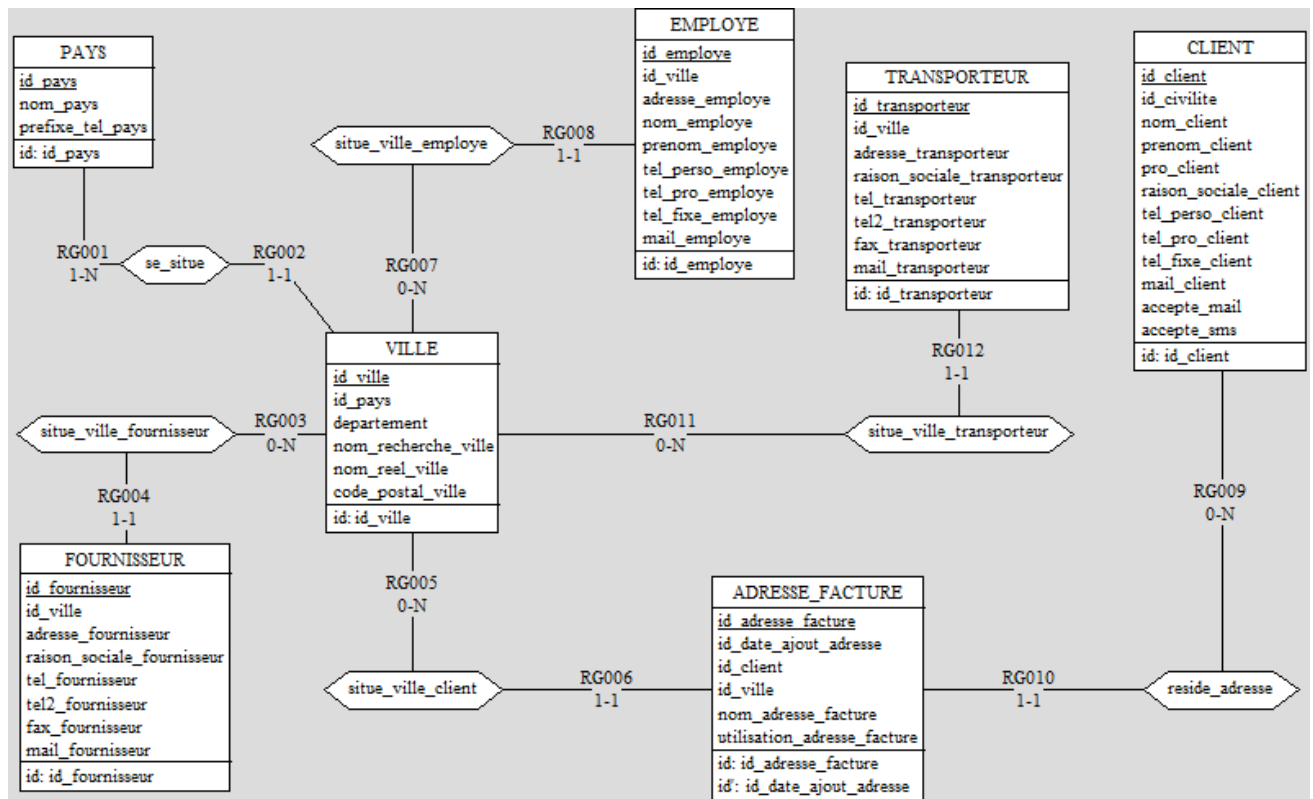 PAYS
id_pays
nom_pays
prefixe_tel_pays
id: id_pays
RG001
1-N
se_situe
RG002
1-1
situe_ville_employe
RG008
1-1
RG007
0-N
EMPLOYE
id_employe
id_ville
adresse_employe
nom_employe
prenom_employe
tel_perso_employe
tel_pro_employe
tel_fixe_employe
mail_employe
id: id_employe
TRANSPORTEUR
id_transporteur
id_ville
adresse_transporteur
raison_sociale_transporteur
tel_transporteur
tel2_transporteur
fax_transporteur
mail_transporteur
id: id_transporteur
CLIENT
id_client
id_civilite
nom_client
prenom_client
pro_client
raison_sociale_client
tel_perso_client
tel_pro_client
tel_fixe_client
mail_client
accepte_mail
accepte_sms
id: id_client
VILLE
id_ville
id_pays
departement
nom_recherche_ville
nom_reel_ville
code_postal_ville
id: id_ville
RG012
1-1
situe_ville_fournisseur
RG003
0-N
RG011
0-N
situe_ville_transporteur
RG004
1-1
RG009
0-N
FOURNISSEUR
id_fournisseur
id_ville
adresse_fournisseur
raison_sociale_fournisseur
tel_fournisseur
tel2_fournisseur
fax_fournisseur
mail_fournisseur
id: id_fournisseur
RG005
0-N
situe_ville_client
RG006
1-1
ADRESSE_FACTURE
id_adresse_facture
id_date_ajout_adresse
id_client
id_ville
nom_adresse_facture
utilisation_adresse_facture
id: id_adresse_facture
id': id_date_ajout_adresse
RG010
1-1
reside_adresse